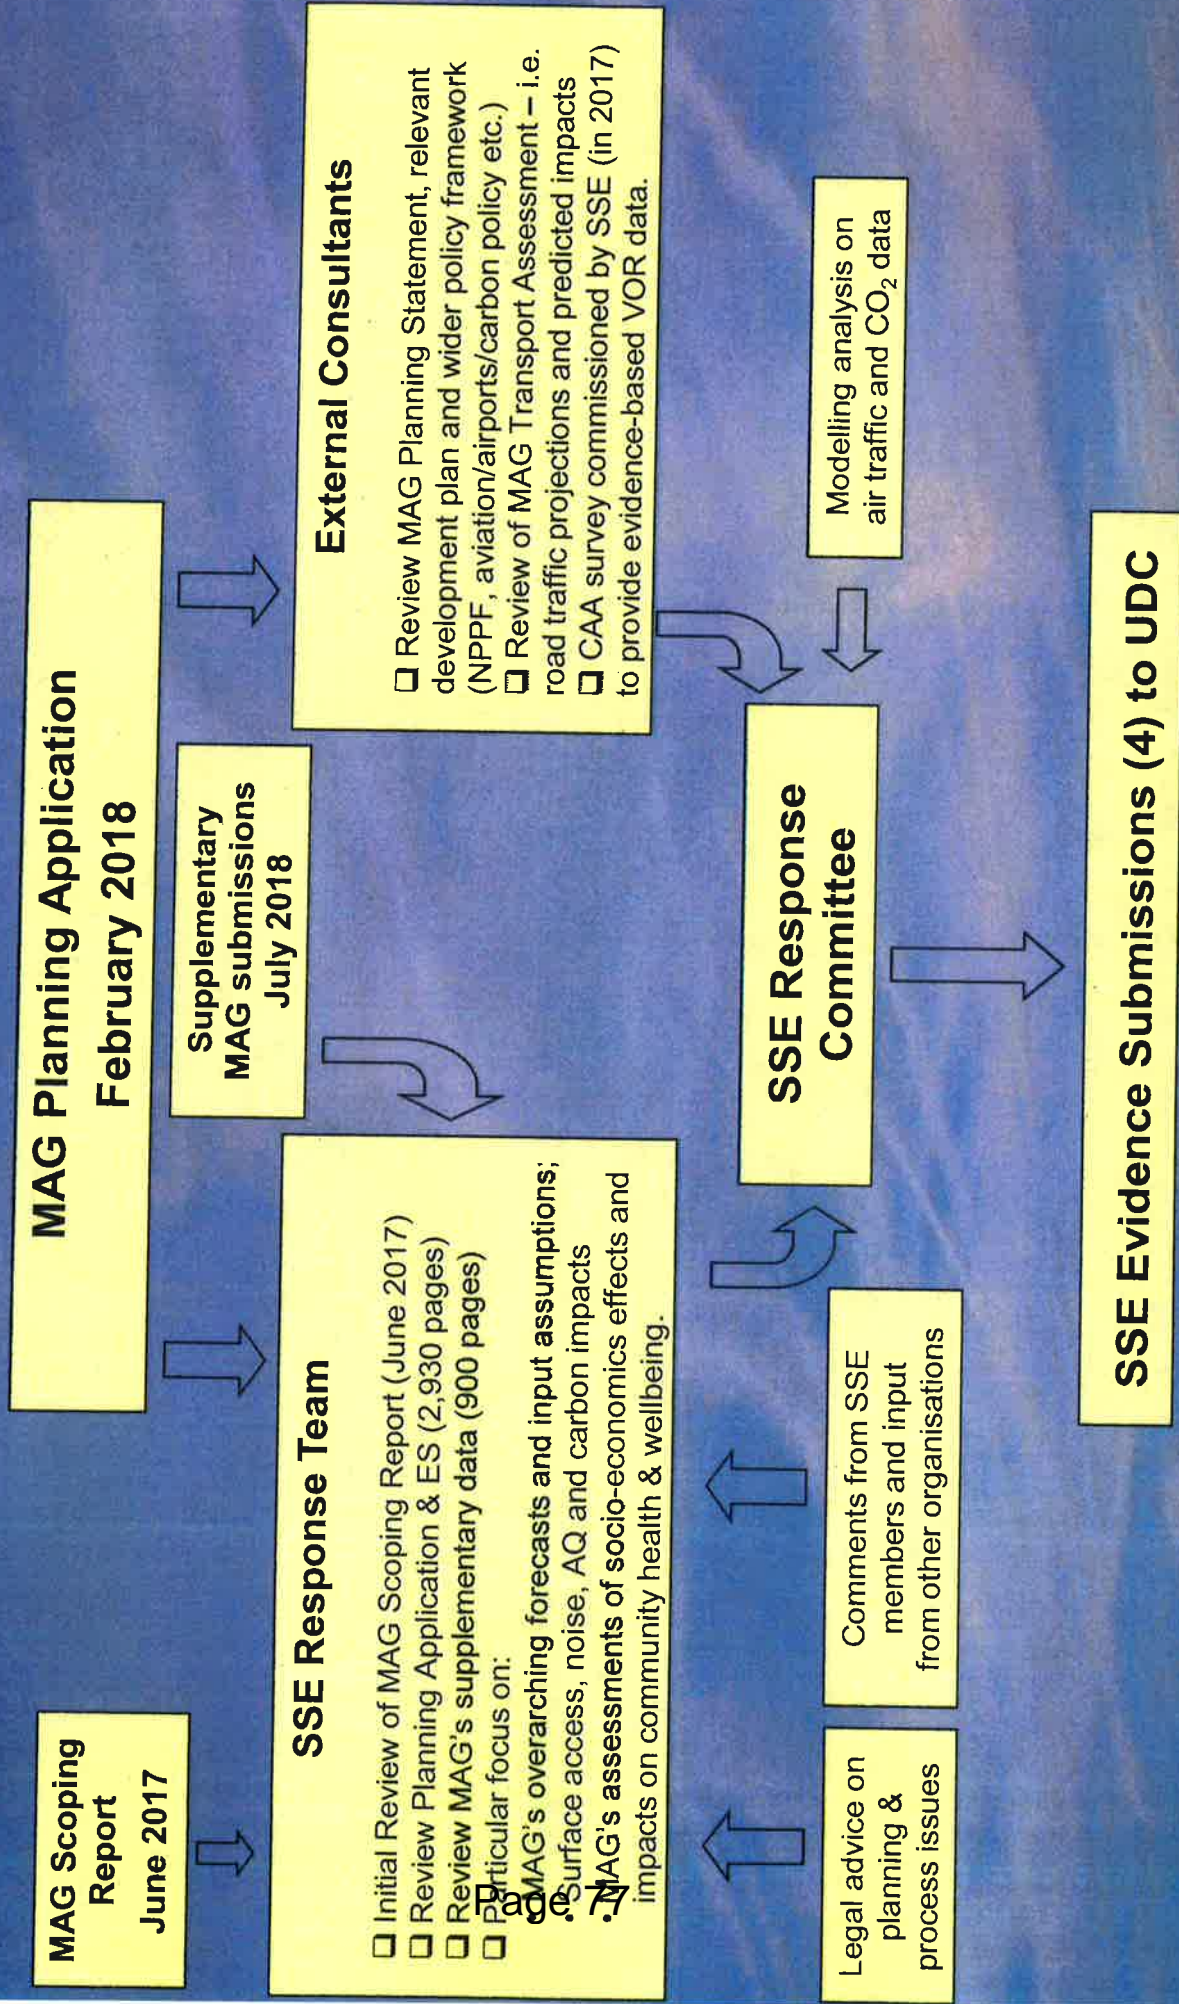 MAG Scoping
Report
June 2017
MAG Planning Application
February 2018
Supplementary
MAG submissions
July 2018
SSE Response Team
❑ Initial Review of MAG Scoping Report (June 2017)
❑ Review Planning Application & ES (2,930 pages)
❑ Review MAG's supplementary data (900 pages)
❑ Particular focus on:
• MAG's overarching forecasts and input assumptions;
• Surface access, noise, AQ and carbon impacts
• MAG's assessments of socio-economics effects and
impacts on community health & wellbeing.
External Consultants
❑ Review MAG Planning Statement, relevant
development plan and wider policy framework
(NPPF, aviation/airports/carbon policy etc.)
❑ Review of MAG Transport Assessment – i.e.
road traffic projections and predicted impacts
❑ CAA survey commissioned by SSE (in 2017)
to provide evidence-based VOR data.
Legal advice on
planning &
process issues
Comments from SSE
members and input
from other organisations
SSE Response
Committee
Modelling analysis on
air traffic and CO₂ data
SSE Evidence Submissions (4) to UDC
Page 77